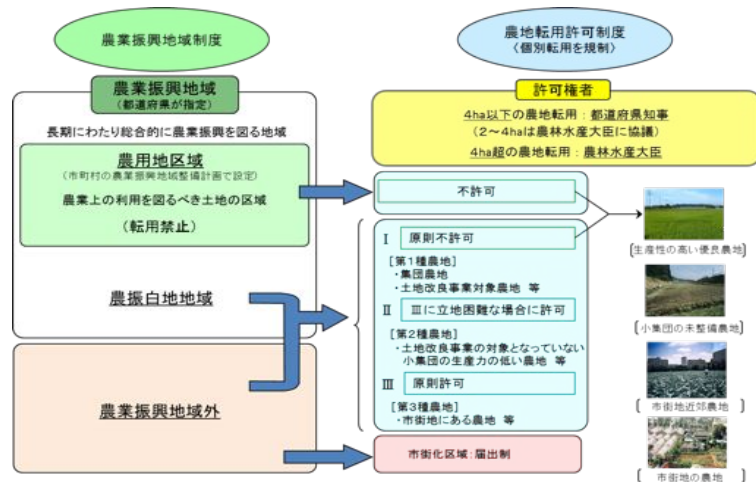 農業振興地域制度
農業振興地域
(都道府県が指定)
長期にわたり総合的に農業振興を図る地域
農用地区域
(市町村の農業振興地域整備計画で設定)
農業上の利用を図るべき土地の区域
(転用禁止)
農振白地地域
農業振興地域外
農地転用許可制度
〈個別転用を規制〉
許可権者
4ha以下の農地転用:都道府県知事
(2~4haは農林水産大臣に協議)
4ha超の農地転用:農林水産大臣
不許可
Ⅰ 原則不許可
[第1種農地]
・集団農地
・土地改良事業対象農地 等
Ⅱ Ⅲに立地困難な場合に許可
[第2種農地]
・土地改良事業の対象となっていない
小集団の生産力の低い農地 等
Ⅲ 原則許可
[第3種農地]
・市街地にある農地 等
市街化区域:届出制
(生産性の高い優良農地)
(小集団の未整備農地)
(市街地近郊農地)
(市街地の農地)